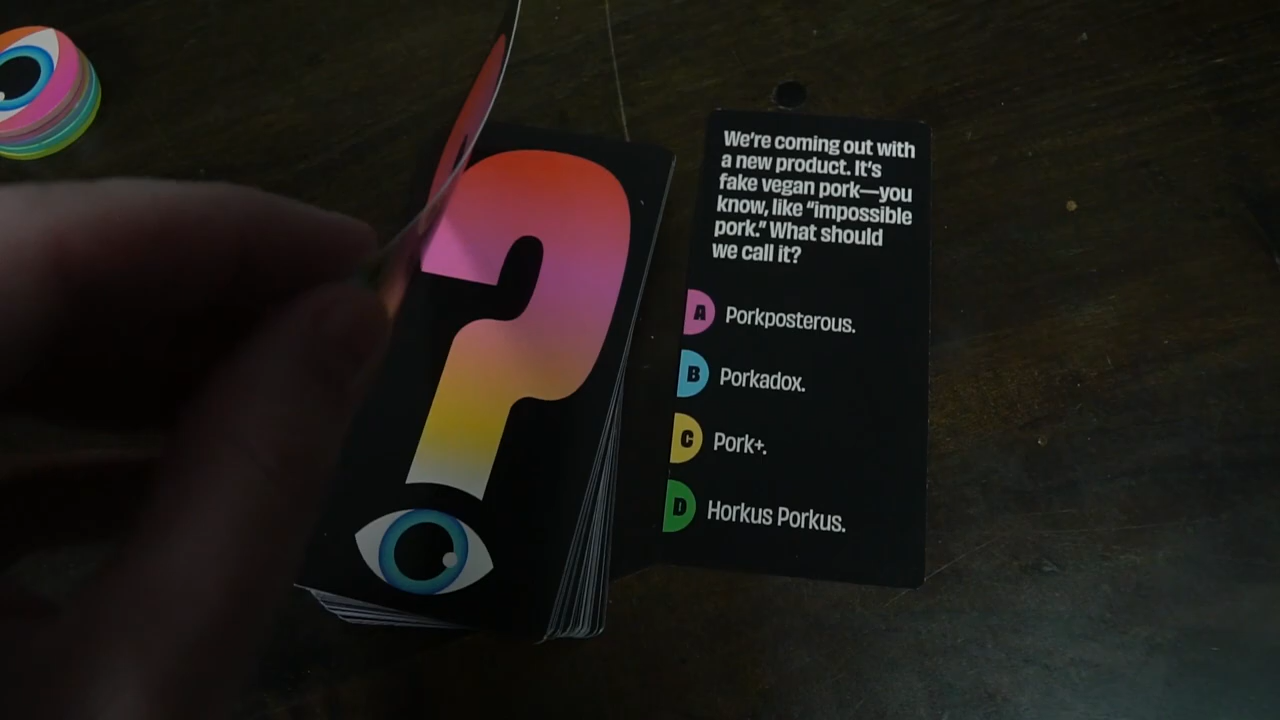 We're coming out with
a new product. It's
fake vegan pork—you
know, like "impossible
pork." What should
we call it?
A Porkposterous.
B Porkadox.
C Pork+.
D Horkus Porkus.